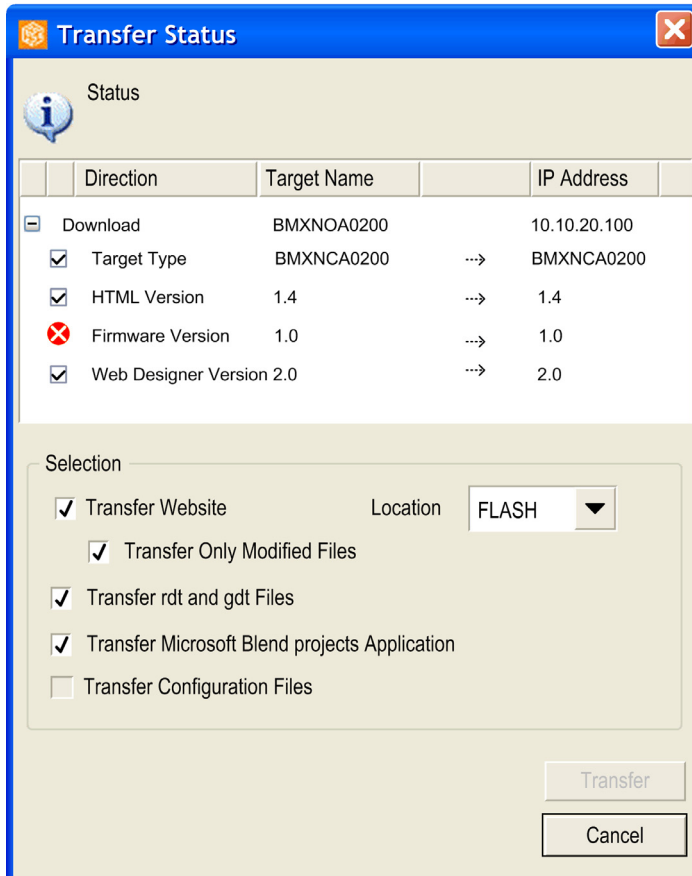 Transfer Status
Status
Direction Target Name IP Address
Download BMXNOA0200 10.10.20.100
Target Type BMXNCA0200 BMXNCA0200
HTML Version 1.4 1.4
Firmware Version 1.0 1.0
Web Designer Version 2.0 2.0
Selection
Transfer Website Location FLASH
Transfer Only Modified Files
Transfer rdt and gdt Files
Transfer Microsoft Blend projects Application
Transfer Configuration Files
Transfer
Cancel